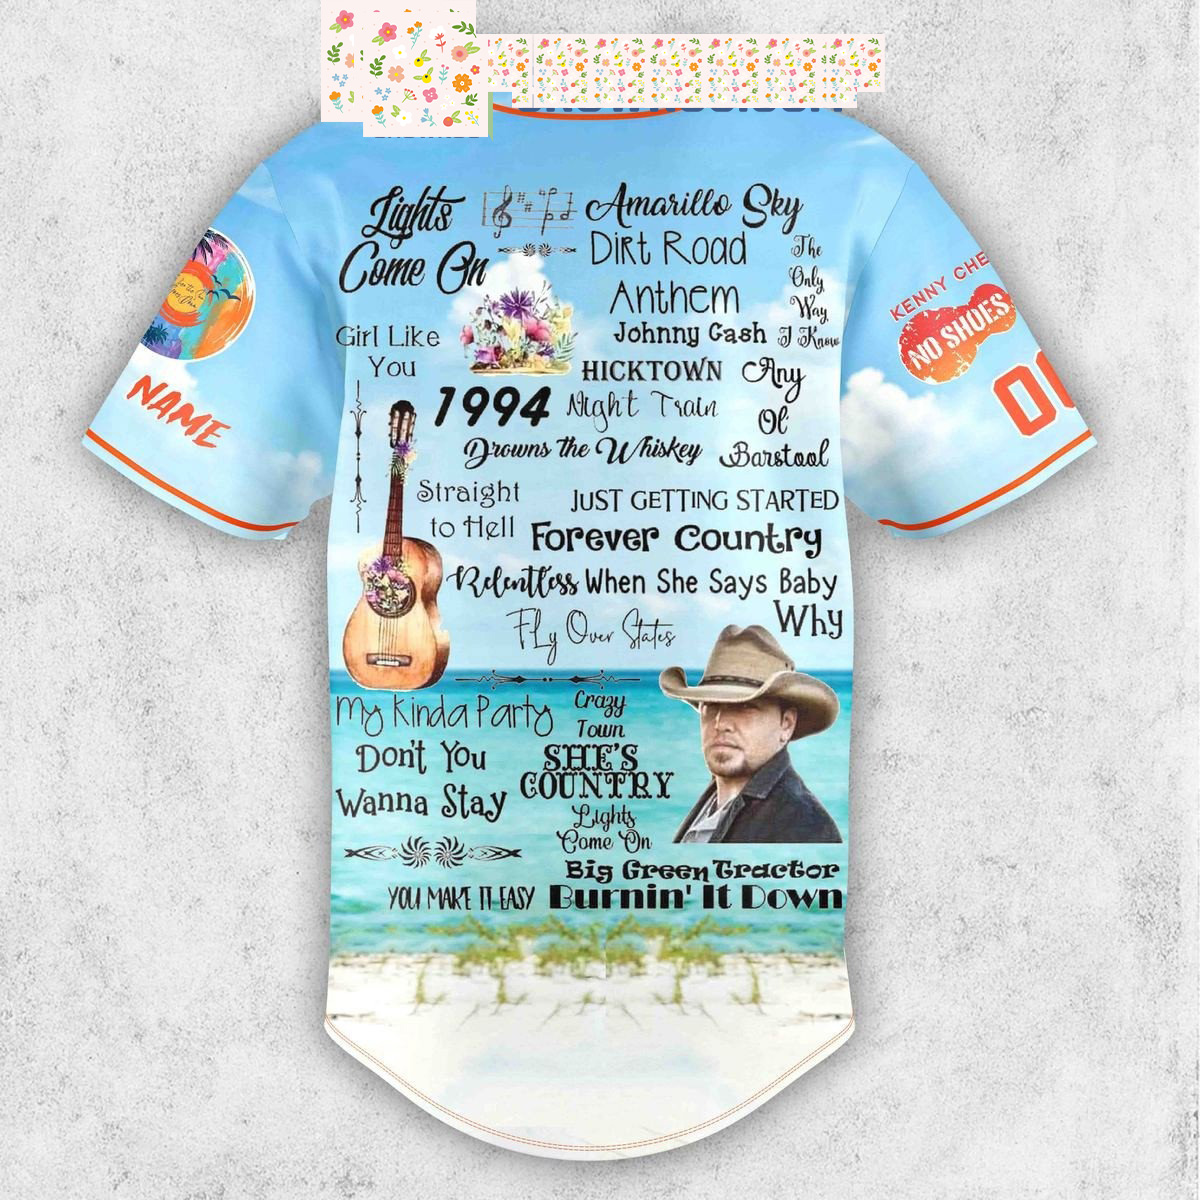 Lights
Come On
Amarillo Sky
Dirt Road
Anthem
The
Only
Way
I Know
Girl Like
You
Johnny Cash
HICKTOWN
Any
Ol'
Barstool
1994
Night Train
Drowns the Whiskey
Straight
to Hell
JUST GETTING STARTED
Forever Country
Relentless
When She Says Baby
Fly Over States
Why
My Kinda Party
Crazy
Town
Don't You
Wanna Stay
SHE'S
COUNTRY
Lights
Come On
Big Green Tractor
YOU MAKE IT EASY
Burnin' It Down
NAME
KENNY CHE
NO SHOES